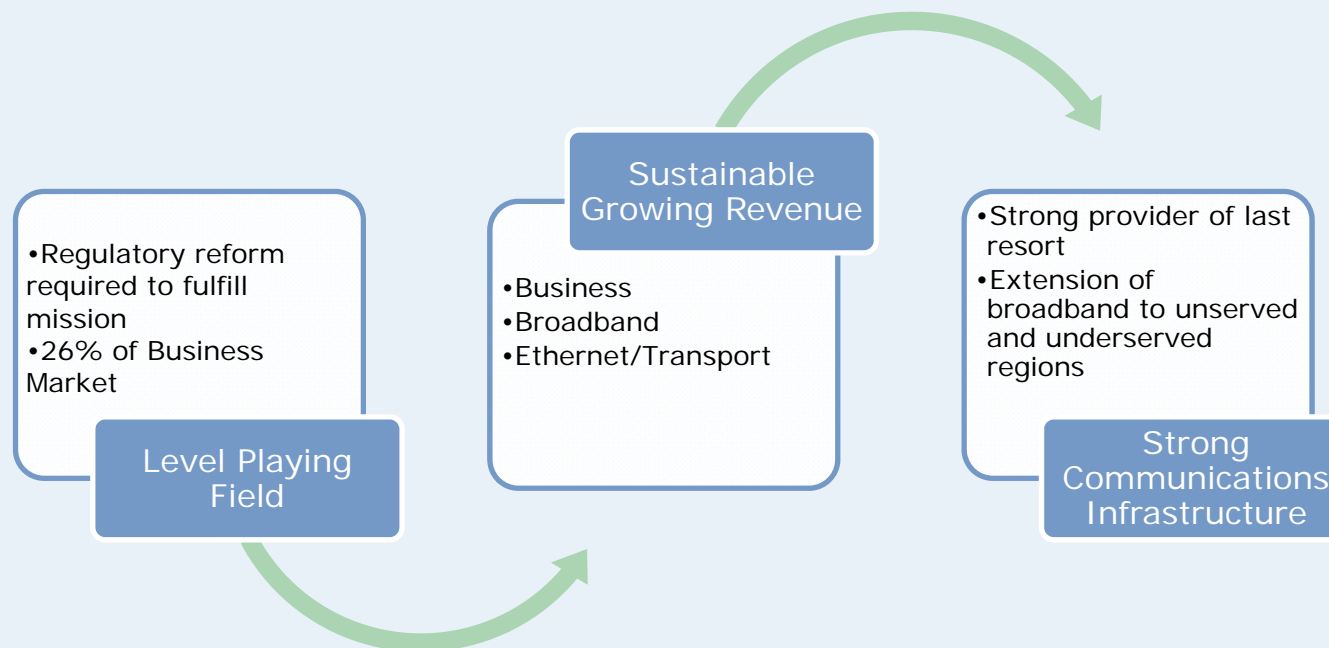 •Regulatory reform
required to fulfill
mission
•26% of Business
Market
Level Playing
Field
Sustainable
Growing Revenue
•Business
•Broadband
•Ethernet/Transport
•Strong provider of last
resort
•Extension of
broadband to unserved
and underserved
regions
Strong
Communications
Infrastructure